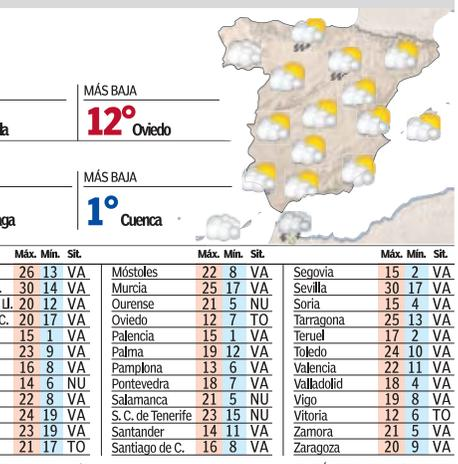 MÁS BAJA
12° Oviedo
MÁS BAJA
1° Cuenca
Máx. Mín. Sit.
26 13 VA
30 14 VA
20 12 VA
C. 20 17 VA
15 1 VA
23 9 VA
16 8 VA
14 6 NU
22 8 VA
24 19 VA
23 19 VA
21 17 TO
Máx. Mín. Sit.
Móstoles 22 8 VA
Murcia 25 17 VA
Ourense 21 5 NU
Oviedo 12 7 TO
Palencia 15 1 VA
Palma 19 12 VA
Pamplona 13 6 VA
Pontevedra 18 7 VA
Salamanca 21 5 NU
S. C. de Tenerife 23 15 NU
Santander 14 11 VA
Santiago de C. 16 8 VA
Máx. Mín. Sit.
Segovia 15 2 VA
Sevilla 30 17 VA
Soria 15 4 VA
Tarragona 25 13 VA
Teruel 17 2 VA
Toledo 24 10 VA
Valencia 22 11 VA
Valladolid 18 4 VA
Vigo 19 8 VA
Vitoria 12 6 TO
Zamora 21 5 VA
Zaragoza 20 9 VA